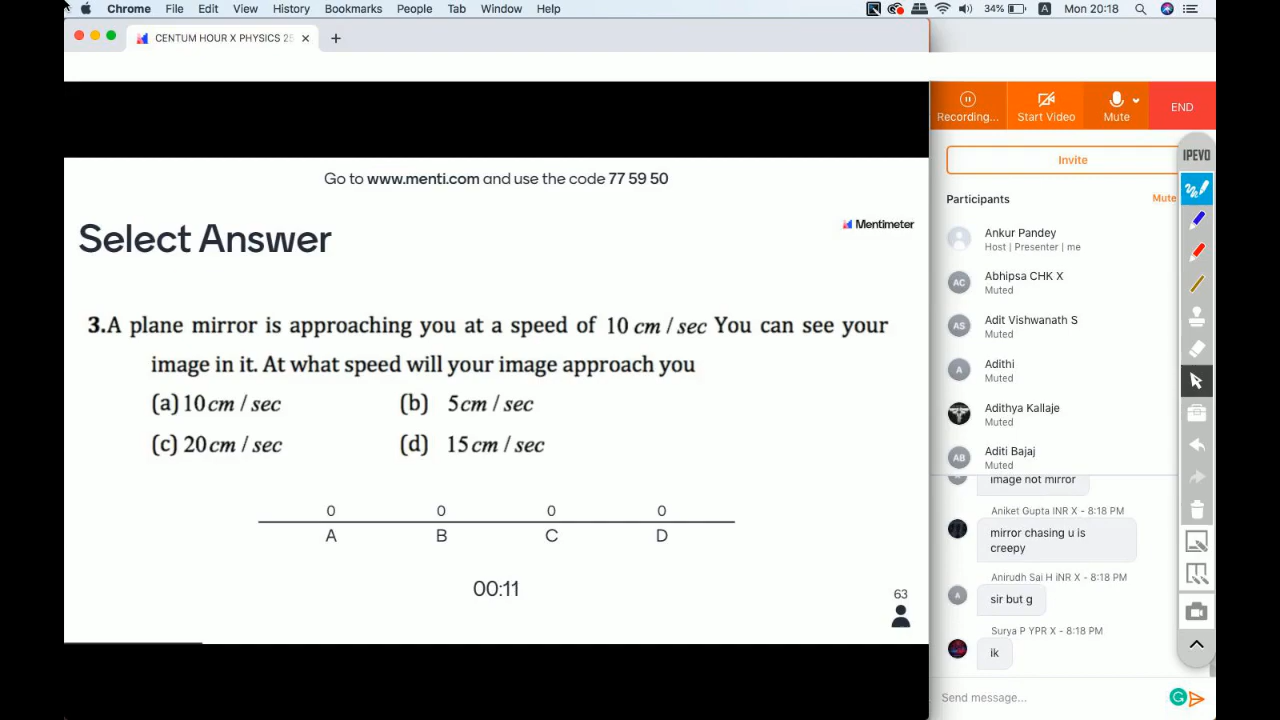 Chrome File Edit View History Bookmarks People Tab Window Help
34% A Mon 20:18
CENTUM HOUR X PHYSICS 25
Recording...
Start Video
Mute
END
Go to www.menti.com and use the code 77 59 50
Select Answer
Mentimeter
3.A plane mirror is approaching you at a speed of 10 cm / sec You can see your
image in it. At what speed will your image approach you
(a) 10 cm / sec (b) 5cm / sec
(c) 20 cm / sec (d) 15 cm / sec
0 0 0 0
A B C D
00:11
63
Invite
Participants Mute
Ankur Pandey
Host | Presenter | me
AC Abhipsa CHK X
Muted
AS Adit Vishwanath S
Muted
A Adithi
Muted
Adithya Kallaje
Muted
AB Aditi Bajaj
Muted
image not mirror
Aniket Gupta INR X - 8:18 PM
mirror chasing u is
creepy
Anirudh Sai H iNR X - 8:18 PM
A sir but g
Surya P YPR X - 8:18 PM
ik
Send message...
IPEVO